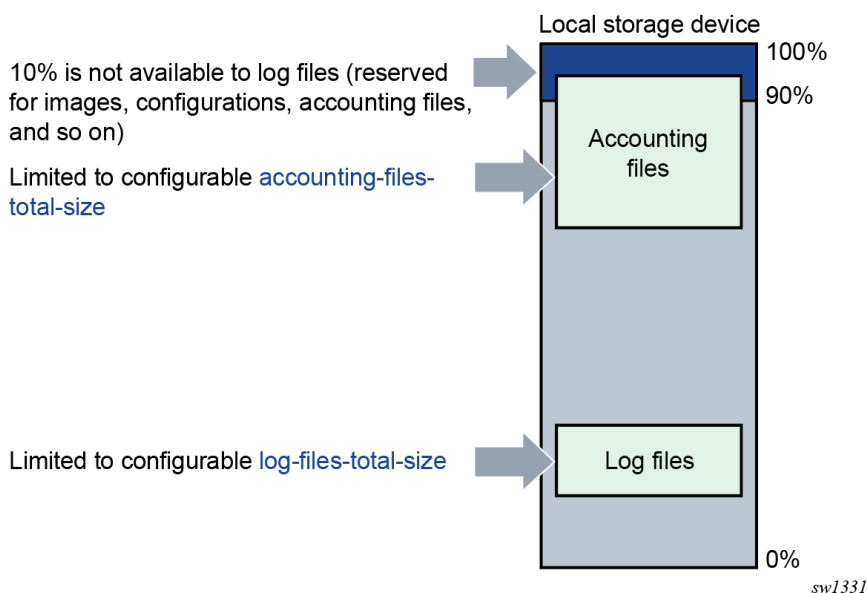 Local storage device
100%
10% is not available to log files (reserved
for images, configurations, accounting files,
and so on)
90%
Accounting
files
Limited to configurable accounting-files-
total-size
Limited to configurable log-files-total-size
Log files
0%
sw1331